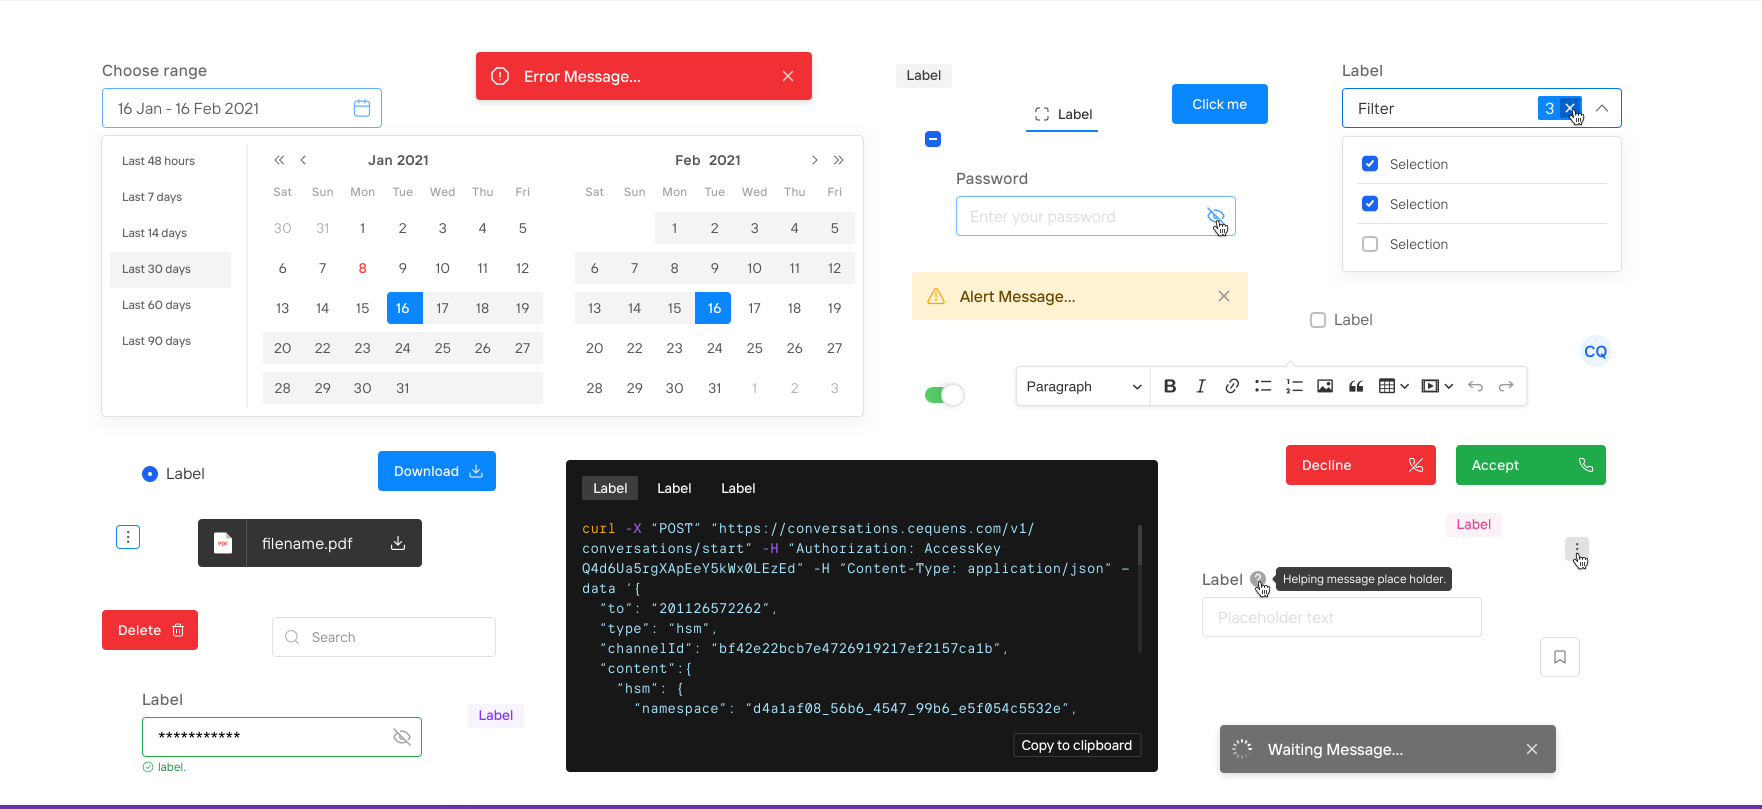 Choose range
16 Jan - 16 Feb 2021
Last 48 hours
Last 7 days
Last 14 days
Last 30 days
Last 60 days
Last 90 days
Jan 2021
Sat Sun Mon Tue Wed Thu Fri
30 31 1 2 3 4 5
6 7 8 9 10 11 12
13 14 15 16 17 18 19
20 22 23 24 25 26 27
28 29 30 31
Feb 2021
Sat Sun Mon Tue Wed Thu Fri
1 2 3 4 5
6 7 8 9 10 11 12
13 14 15 16 17 18 19
20 22 23 24 25 26 27
28 29 30 31 1 2 3
Error Message...
Label
Label
Click me
Password
Enter your password
Alert Message...
Label
Filter
3
Selection
Selection
Selection
Label
CQ
Paragraph
B I
Label
Download
PDF
filename.pdf
Delete
Search
Label
***********
label.
Label
Label Label Label
curl -X “POST” “https://conversations.cequens.com/v1/
conversations/start” -H “Authorization: AccessKey
Q4d6Ua5rgXApEeY5kWx0LEzEd” -H “Content-Type: application/json” —
data ‘{
“to”: “201126572262”,
“type”: “hsm”,
“channelId”: “bf42e22bcb7e4726919217ef2157ca1b”,
“content”:{
“hsm”: {
“namespace”: “d4a1af08_56b6_4547_99b6_e5f054c5532e”,
Copy to clipboard
Decline
Accept
Label
Label
?
Helping message place holder.
Placeholder text
Waiting Message...